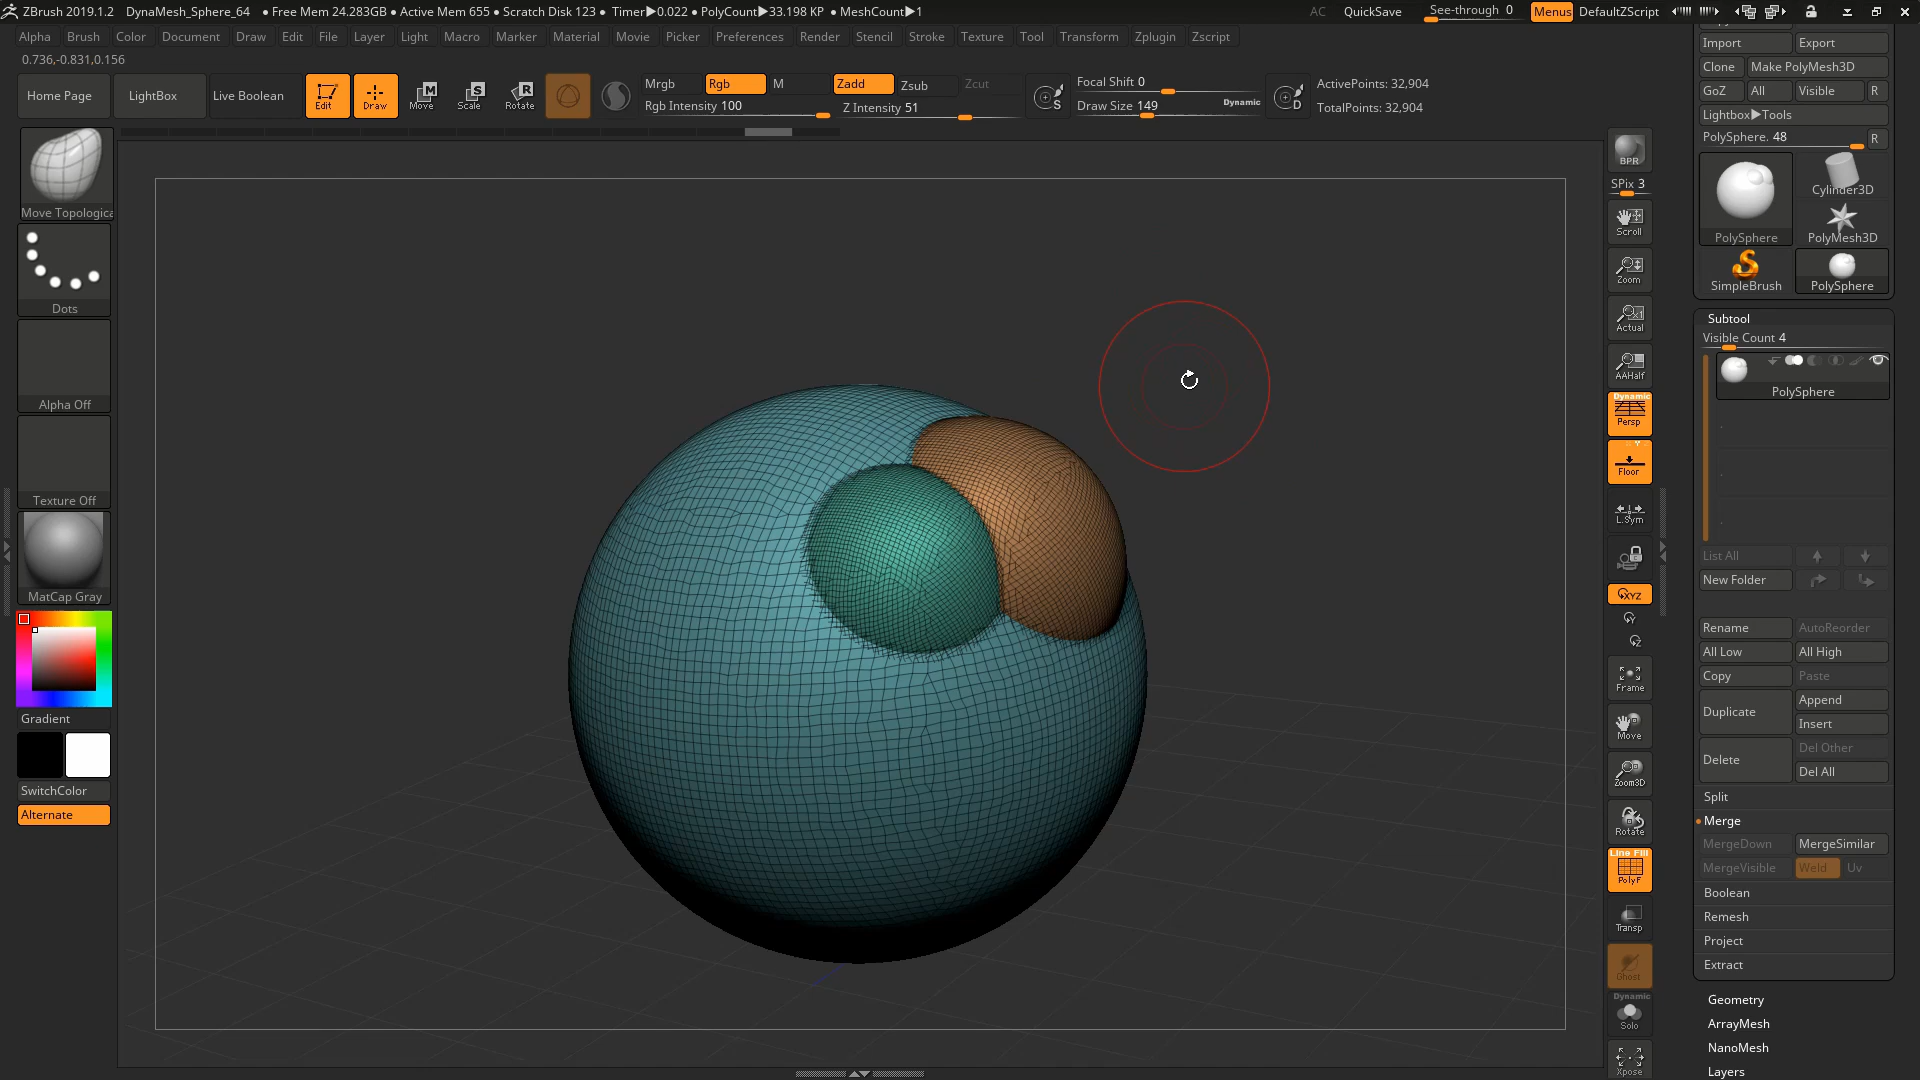 ZBrush 2019.1.2 DynaMesh_Sphere_64 ● Free Mem 24.283GB ● Active Mem 655 ● Scratch Disk 123 ● Timer▶0.022 ● PolyCount▶33.198 KP ● MeshCount▶1 AC QuickSave See-through 0 Menus DefaultZScript
Alpha Brush Color Document Draw Edit File Layer Light Macro Marker Material Movie Picker Preferences Render Stencil Stroke Texture Tool Transform Zplugin Zscript
0.736,-0.831,0.156
Home Page LightBox Live Boolean Edit Draw Move Scale Rotate
Mrgb Rgb M Zadd Zsub Zcut
Rgb Intensity 100 Z Intensity 51
S
Focal Shift 0
Draw Size 149 Dynamic
D
ActivePoints: 32,904
TotalPoints: 32,904
Move Topologica
Dots
Alpha Off
Texture Off
MatCap Gray
Gradient
SwitchColor
Alternate
BPR
SPix 3
Scroll
Zoom
Actual
AAHalf
Dynamic
Persp
Floor
L.Sym
XYZ
Y
Z
Frame
Move
Zoom3D
Rotate
Line Fill
PolyF
Transp
Ghost
Dynamic
Solo
Xpose
Import Export
Clone Make PolyMesh3D
GoZ All Visible R
Lightbox▶Tools
PolySphere. 48 R
PolySphere
Cylinder3D
PolyMesh3D
SimpleBrush
PolySphere
Subtool
Visible Count 4
PolySphere
List All
New Folder
Rename AutoReorder
All Low All High
Copy Paste
Duplicate Append
Insert
Delete Del Other
Del All
Split
Merge
MergeDown MergeSimilar
MergeVisible Weld Uv
Boolean
Remesh
Project
Extract
Geometry
ArrayMesh
NanoMesh
Layers